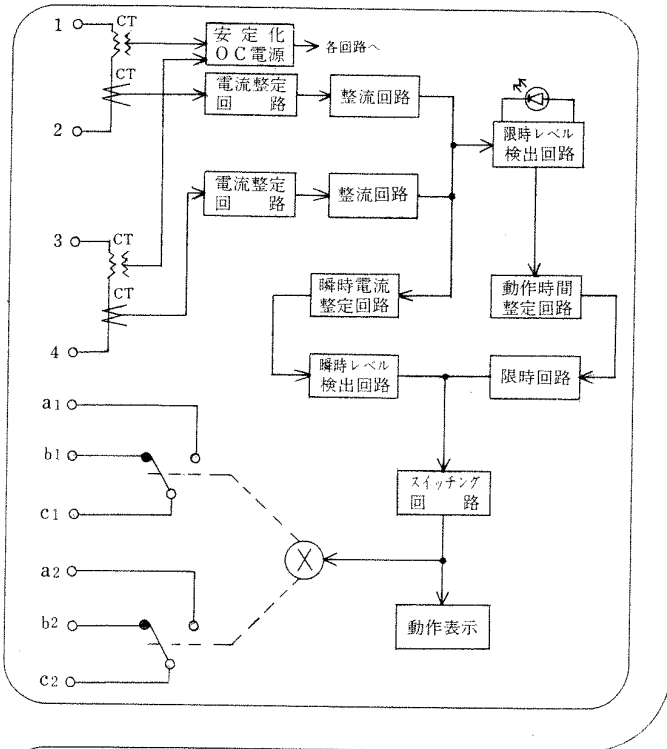 1
CT
安定化
OC電源
各回路へ
CT
電流整定
回路
整流回路
2
限時レベル
検出回路
電流整定
回路
整流回路
3
CT
CT
瞬時電流
整定回路
動作時間
整定回路
4
瞬時レベル
検出回路
限時回路
a1
b1
c1
スイッチング
回路
X
a2
b2
動作表示
c2